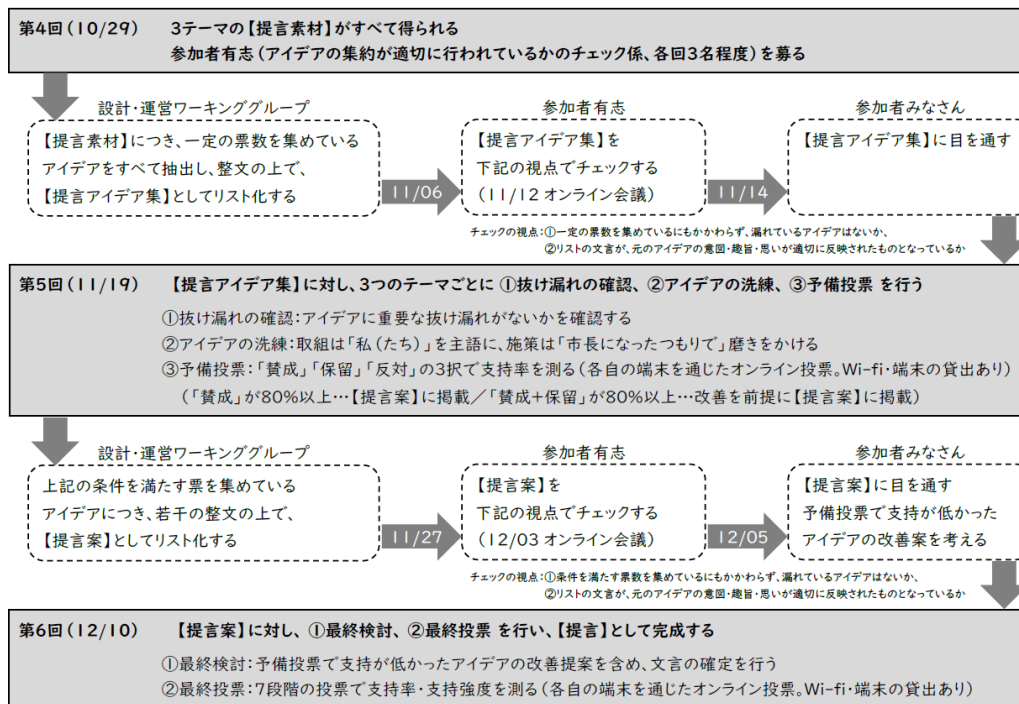 第4回(10/29) 3テーマの【提言素材】がすべて得られる
参加者有志(アイデアの集約が適切に行われているかのチェック係、各回3名程度)を募る
設計・運営ワーキンググループ
【提言素材】につき、一定の票数を集めている
アイデアをすべて抽出し、整文の上で、
【提言アイデア集】としてリスト化する
11/06
参加者有志
【提言アイデア集】を
下記の視点でチェックする
(11/12 オンライン会議)
11/14
参加者みなさん
【提言アイデア集】に目を通す
チェックの視点:①一定の票数を集めているにもかかわらず、漏れているアイデアはないか、
②リストの文言が、元のアイデアの意図・趣旨・思いが適切に反映されたものとなっているか
第5回(11/19) 【提言アイデア集】に対し、3つのテーマごとに ①抜け漏れの確認、②アイデアの洗練、③予備投票 を行う
①抜け漏れの確認:アイデアに重要な抜け漏れがないかを確認する
②アイデアの洗練:取組は「私(たち)」を主語に、施策は「市長になったつもりで」磨きをかける
③予備投票:「賛成」「保留」「反対」の3択で支持率を測る(各自の端末を通じたオンライン投票。Wi-fi・端末の貸出あり)
(「賛成」が80%以上…【提言案】に掲載/「賛成+保留」が80%以上…改善を前提に【提言案】に掲載)
設計・運営ワーキンググループ
上記の条件を満たす票を集めている
アイデアにつき、若干の整文の上で、
【提言案】としてリスト化する
11/27
参加者有志
【提言案】を
下記の視点でチェックする
(12/03 オンライン会議)
12/05
参加者みなさん
【提言案】に目を通す
予備投票で支持が低かった
アイデアの改善案を考える
チェックの視点:①条件を満たす票数を集めているにもかかわらず、漏れているアイデアはないか、
②リストの文言が、元のアイデアの意図・趣旨・思いが適切に反映されたものとなっているか
第6回(12/10) 【提言案】に対し、①最終検討、②最終投票 を行い、【提言】として完成する
①最終検討:予備投票で支持が低かったアイデアの改善提案を含め、文言の確定を行う
②最終投票:7段階の投票で支持率・支持強度を測る(各自の端末を通じたオンライン投票。Wi-fi・端末の貸出あり)